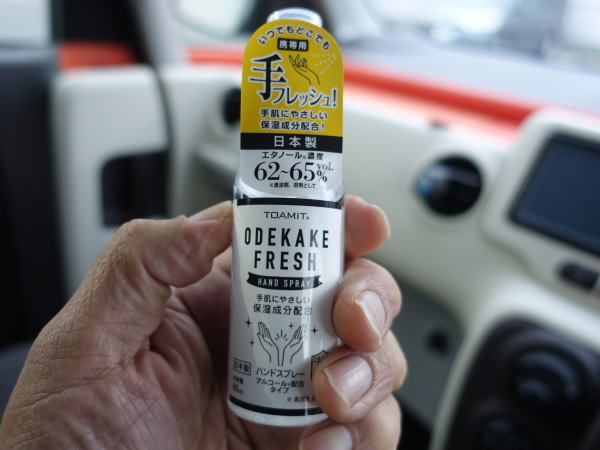 いつでもどこでも
携帯用
手フレッシュ!
手肌にやさしい
保湿成分配合!
日本製
エタノール※濃度
62~65vol.%
※清涼剤、溶剤として
TOAMIT®
ODEKAKE
FRESH
HAND SPRAY
手肌にやさしい
保湿成分配合
日本製
ハンドスプレー
アルコール※配合
タイプ